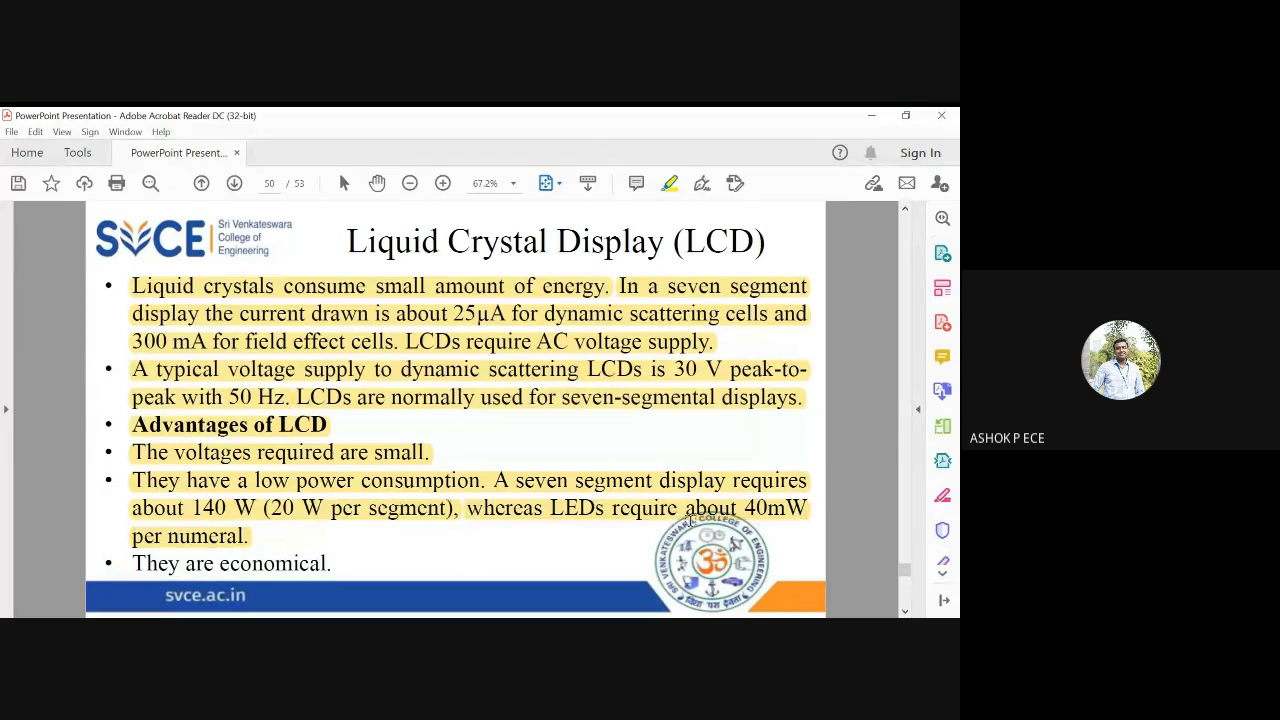 PowerPoint Presentation - Adobe Acrobat Reader DC (32-bit)
File Edit View Sign Window Help
Home Tools PowerPoint Present... × Sign In
50 / 53 67.2%
SVCE Sri Venkateswara
College of
Engineering
Liquid Crystal Display (LCD)
• Liquid crystals consume small amount of energy. In a seven segment
display the current drawn is about 25µA for dynamic scattering cells and
300 mA for field effect cells. LCDs require AC voltage supply.
• A typical voltage supply to dynamic scattering LCDs is 30 V peak-to-
peak with 50 Hz. LCDs are normally used for seven-segmental displays.
• Advantages of LCD
• The voltages required are small.
• They have a low power consumption. A seven segment display requires
about 140 W (20 W per segment), whereas LEDs require about 40mW
per numeral.
• They are economical.
SRI VENKATESWARA COLLEGE OF ENGINEERING
ॐ
svce.ac.in
ASHOK P ECE